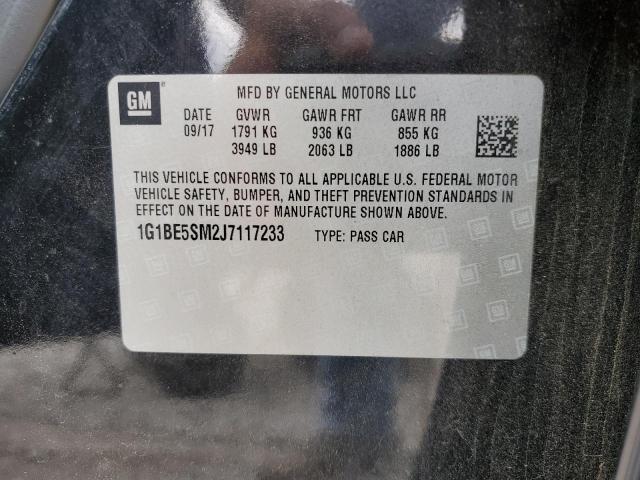 GM
MFD BY GENERAL MOTORS LLC
DATE GVWR GAWR FRT GAWR RR
09/17 1791 KG 936 KG 855 KG
3949 LB 2063 LB 1886 LB
THIS VEHICLE CONFORMS TO ALL APPLICABLE U.S. FEDERAL MOTOR
VEHICLE SAFETY, BUMPER, AND THEFT PREVENTION STANDARDS IN
EFFECT ON THE DATE OF MANUFACTURE SHOWN ABOVE.
1G1BE5SM2J7117233 TYPE: PASS CAR